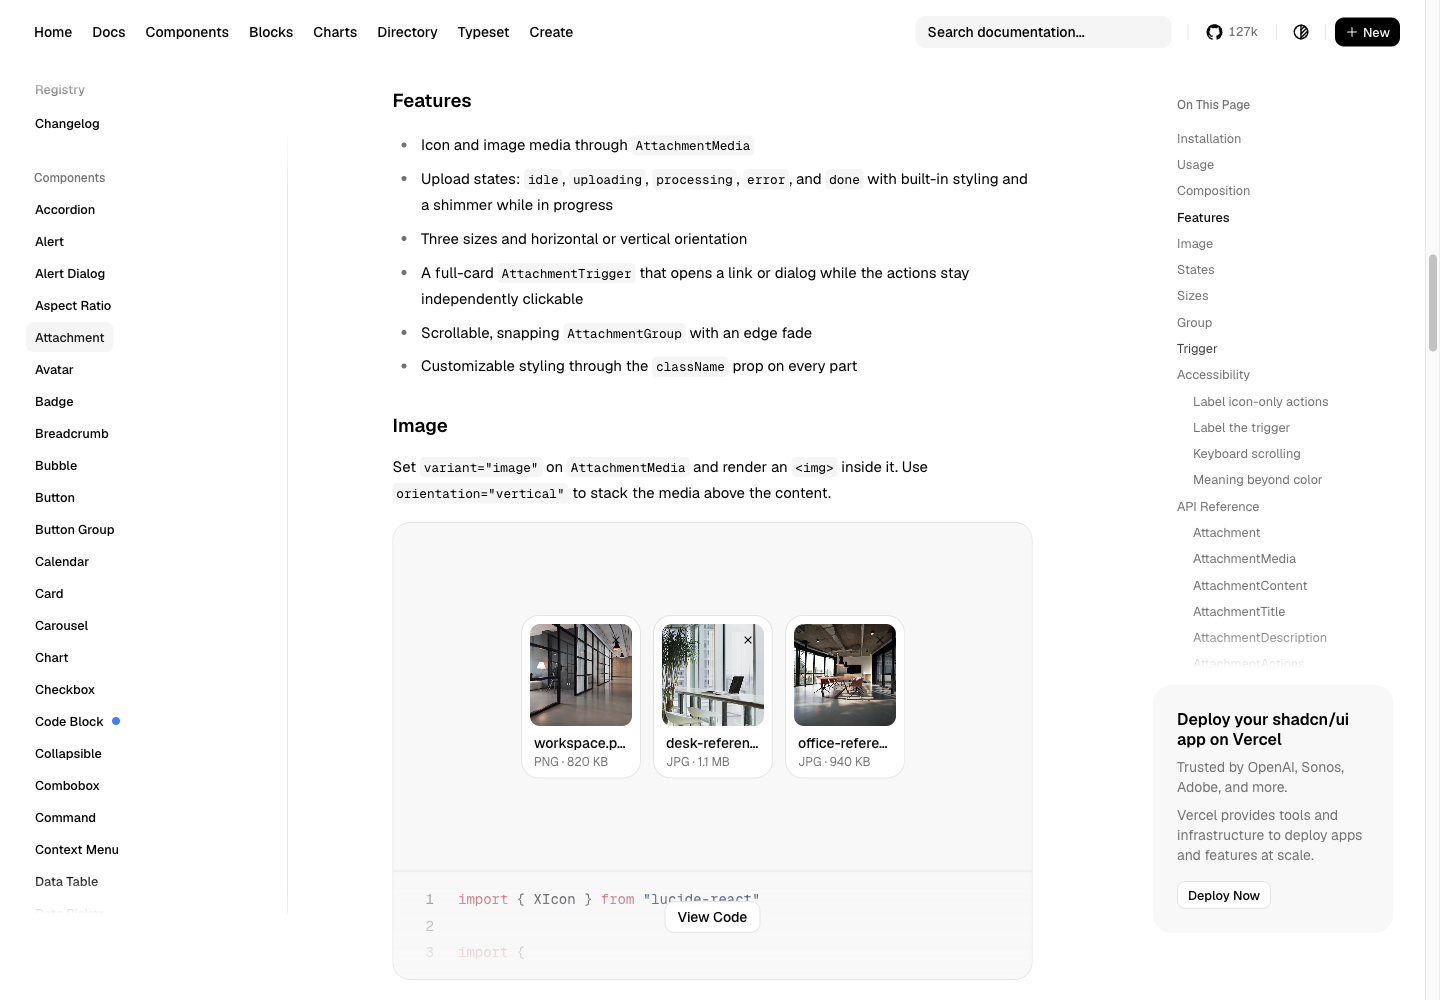 Home Docs Components Blocks Charts Directory Typeset Create
Search documentation...
127k
New
Registry
Changelog
Components
Accordion
Alert
Alert Dialog
Aspect Ratio
Attachment
Avatar
Badge
Breadcrumb
Bubble
Button
Button Group
Calendar
Card
Carousel
Chart
Checkbox
Code Block
Collapsible
Combobox
Command
Context Menu
Data Table
Features
Icon and image media through AttachmentMedia
Upload states: idle, uploading, processing, error, and done with built-in styling and
a shimmer while in progress
Three sizes and horizontal or vertical orientation
A full-card AttachmentTrigger that opens a link or dialog while the actions stay
independently clickable
Scrollable, snapping AttachmentGroup with an edge fade
Customizable styling through the className prop on every part
Image
Set variant="image" on AttachmentMedia and render an <img> inside it. Use
orientation="vertical" to stack the media above the content.
workspace.p...
PNG · 820 KB
desk-referen...
JPG · 1.1 MB
office-refere...
JPG · 940 KB
1 import { XIcon } from "lucide-react"
2
3 import {
View Code
On This Page
Installation
Usage
Composition
Features
Image
States
Sizes
Group
Trigger
Accessibility
Label icon-only actions
Label the trigger
Keyboard scrolling
Meaning beyond color
API Reference
Attachment
AttachmentMedia
AttachmentContent
AttachmentTitle
AttachmentDescription
AttachmentActions
Deploy your shadcn/ui
app on Vercel
Trusted by OpenAI, Sonos,
Adobe, and more.
Vercel provides tools and
infrastructure to deploy apps
and features at scale.
Deploy Now